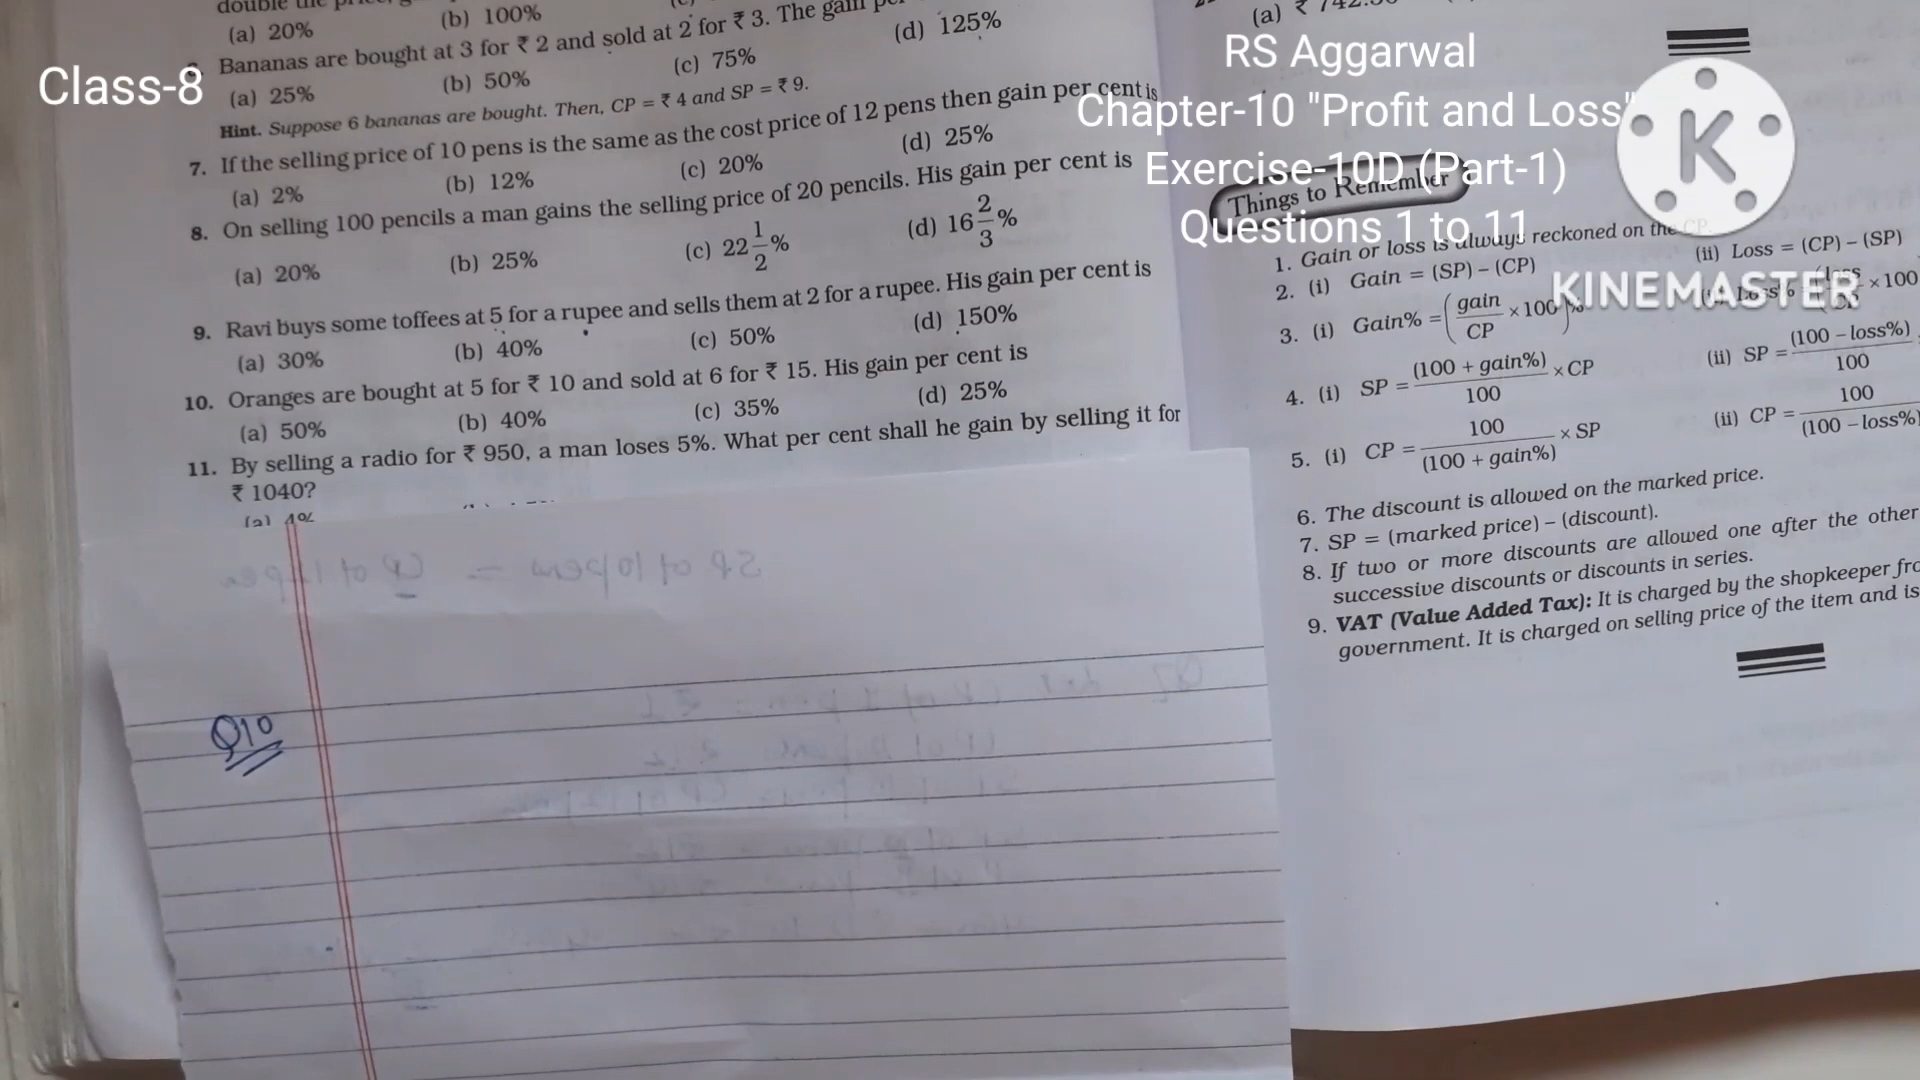 Class-8
RS Aggarwal
Chapter-10 "Profit and Loss"
Exercise-10D (Part-1)
Questions 1 to 11
KINEMASTER
K
(a) 20% (b) 100%
Bananas are bought at 3 for ₹ 2 and sold at 2 for ₹ 3. The gain
(a) 25% (b) 50% (c) 75% (d) 125%
Hint. Suppose 6 bananas are bought. Then, CP = ₹ 4 and SP = ₹ 9.
7. If the selling price of 10 pens is the same as the cost price of 12 pens then gain per cent is
(a) 2% (b) 12% (c) 20% (d) 25%
8. On selling 100 pencils a man gains the selling price of 20 pencils. His gain per cent is
(a) 20% (b) 25% (c) 22 1/2 % (d) 16 2/3 %
9. Ravi buys some toffees at 5 for a rupee and sells them at 2 for a rupee. His gain per cent is
(a) 30% (b) 40% (c) 50% (d) 150%
10. Oranges are bought at 5 for ₹ 10 and sold at 6 for ₹ 15. His gain per cent is
(a) 50% (b) 40% (c) 35% (d) 25%
11. By selling a radio for ₹ 950, a man loses 5%. What per cent shall he gain by selling it for
₹ 1040?
(a) 4%
Q10
Things to Remember
1. Gain or loss is always reckoned on the CP.
2. (i) Gain = (SP) – (CP) (ii) Loss = (CP) – (SP)
3. (i) Gain% = (gain/CP × 100)% Loss% = (loss/CP × 100
4. (i) SP = (100 + gain%)/100 × CP (ii) SP = (100 – loss%)/100
5. (i) CP = 100/(100 + gain%) × SP (ii) CP = 100/(100 – loss%)
6. The discount is allowed on the marked price.
7. SP = (marked price) – (discount).
8. If two or more discounts are allowed one after the other
successive discounts or discounts in series.
9. VAT (Value Added Tax): It is charged by the shopkeeper
government. It is charged on selling price of the item and is